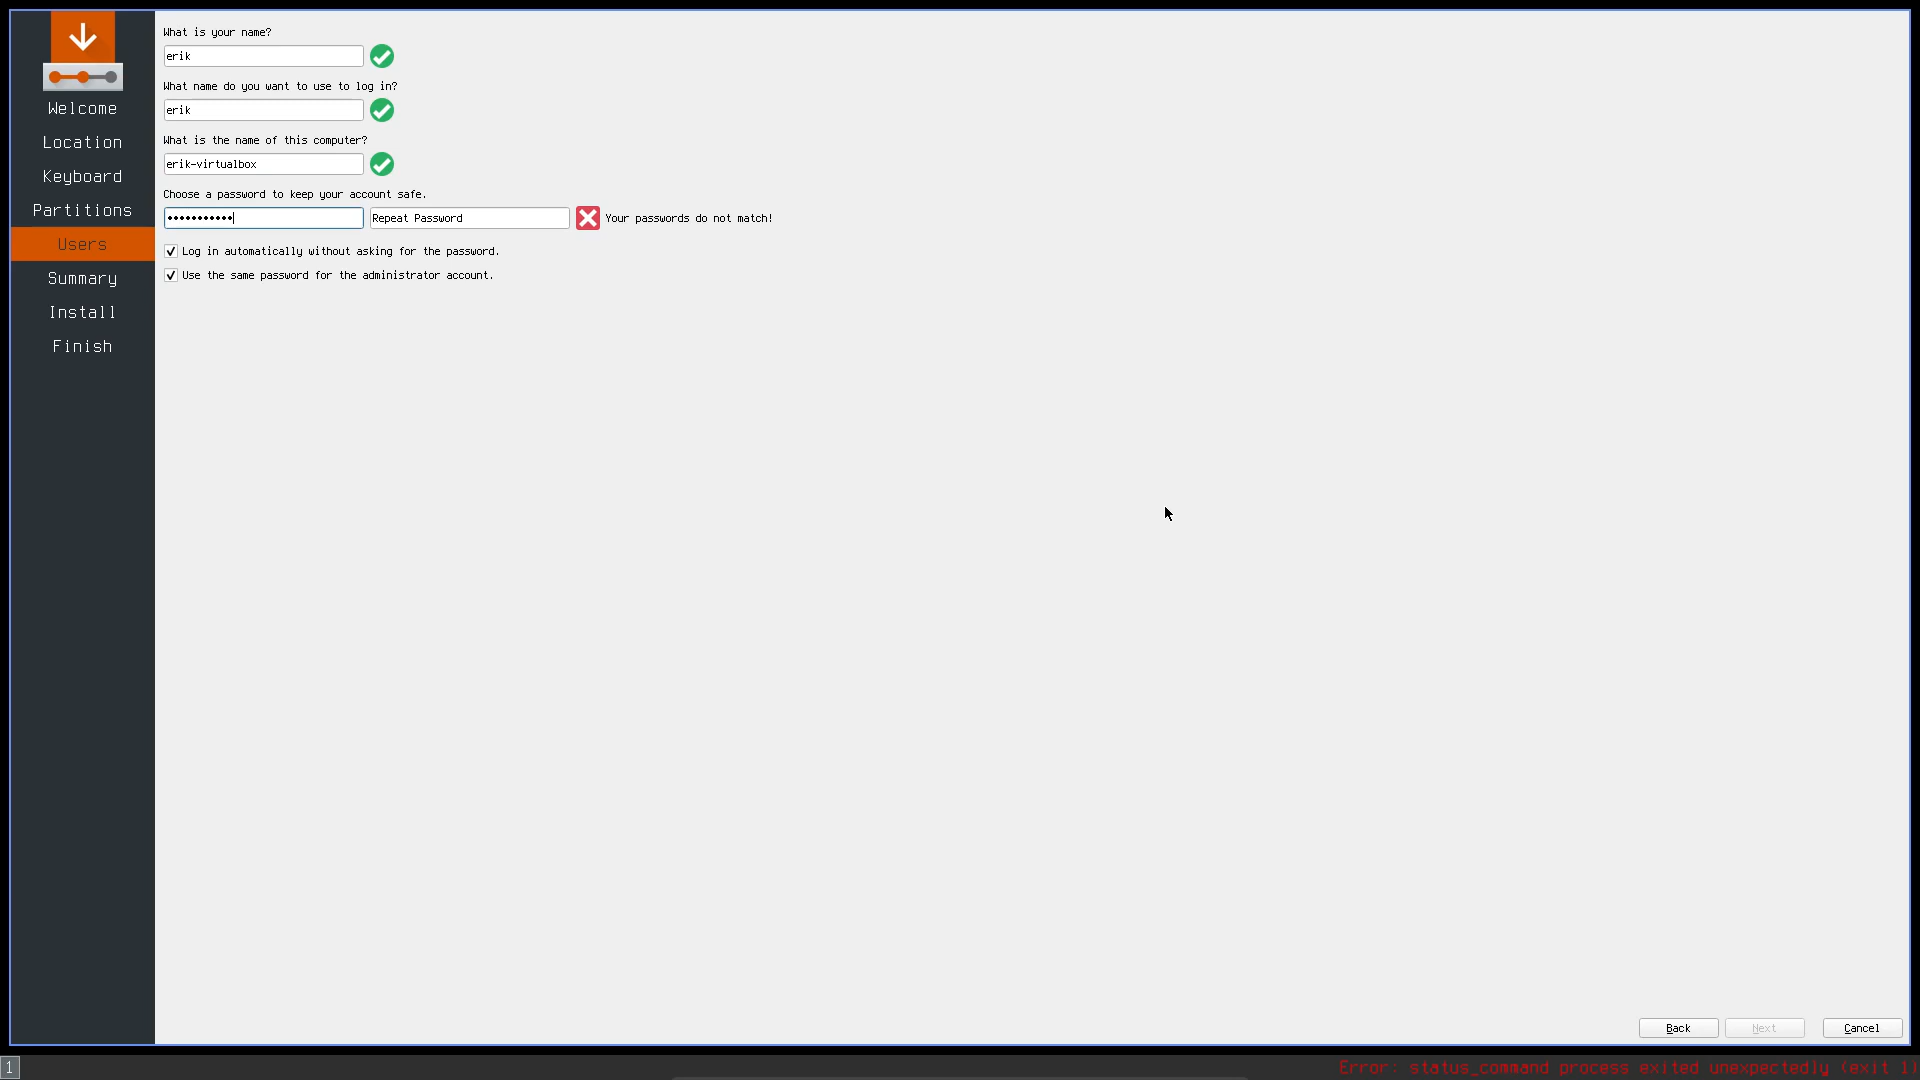 Welcome
Location
Keyboard
Partitions
Users
Summary
Install
Finish
What is your name?
erik
What name do you want to use to log in?
erik
What is the name of this computer?
erik-virtualbox
Choose a password to keep your account safe.
••••••••••• Repeat Password Your passwords do not match!
Log in automatically without asking for the password.
Use the same password for the administrator account.
Back Next Cancel
1 Error: status_command process exited unexpectedly (exit 1)